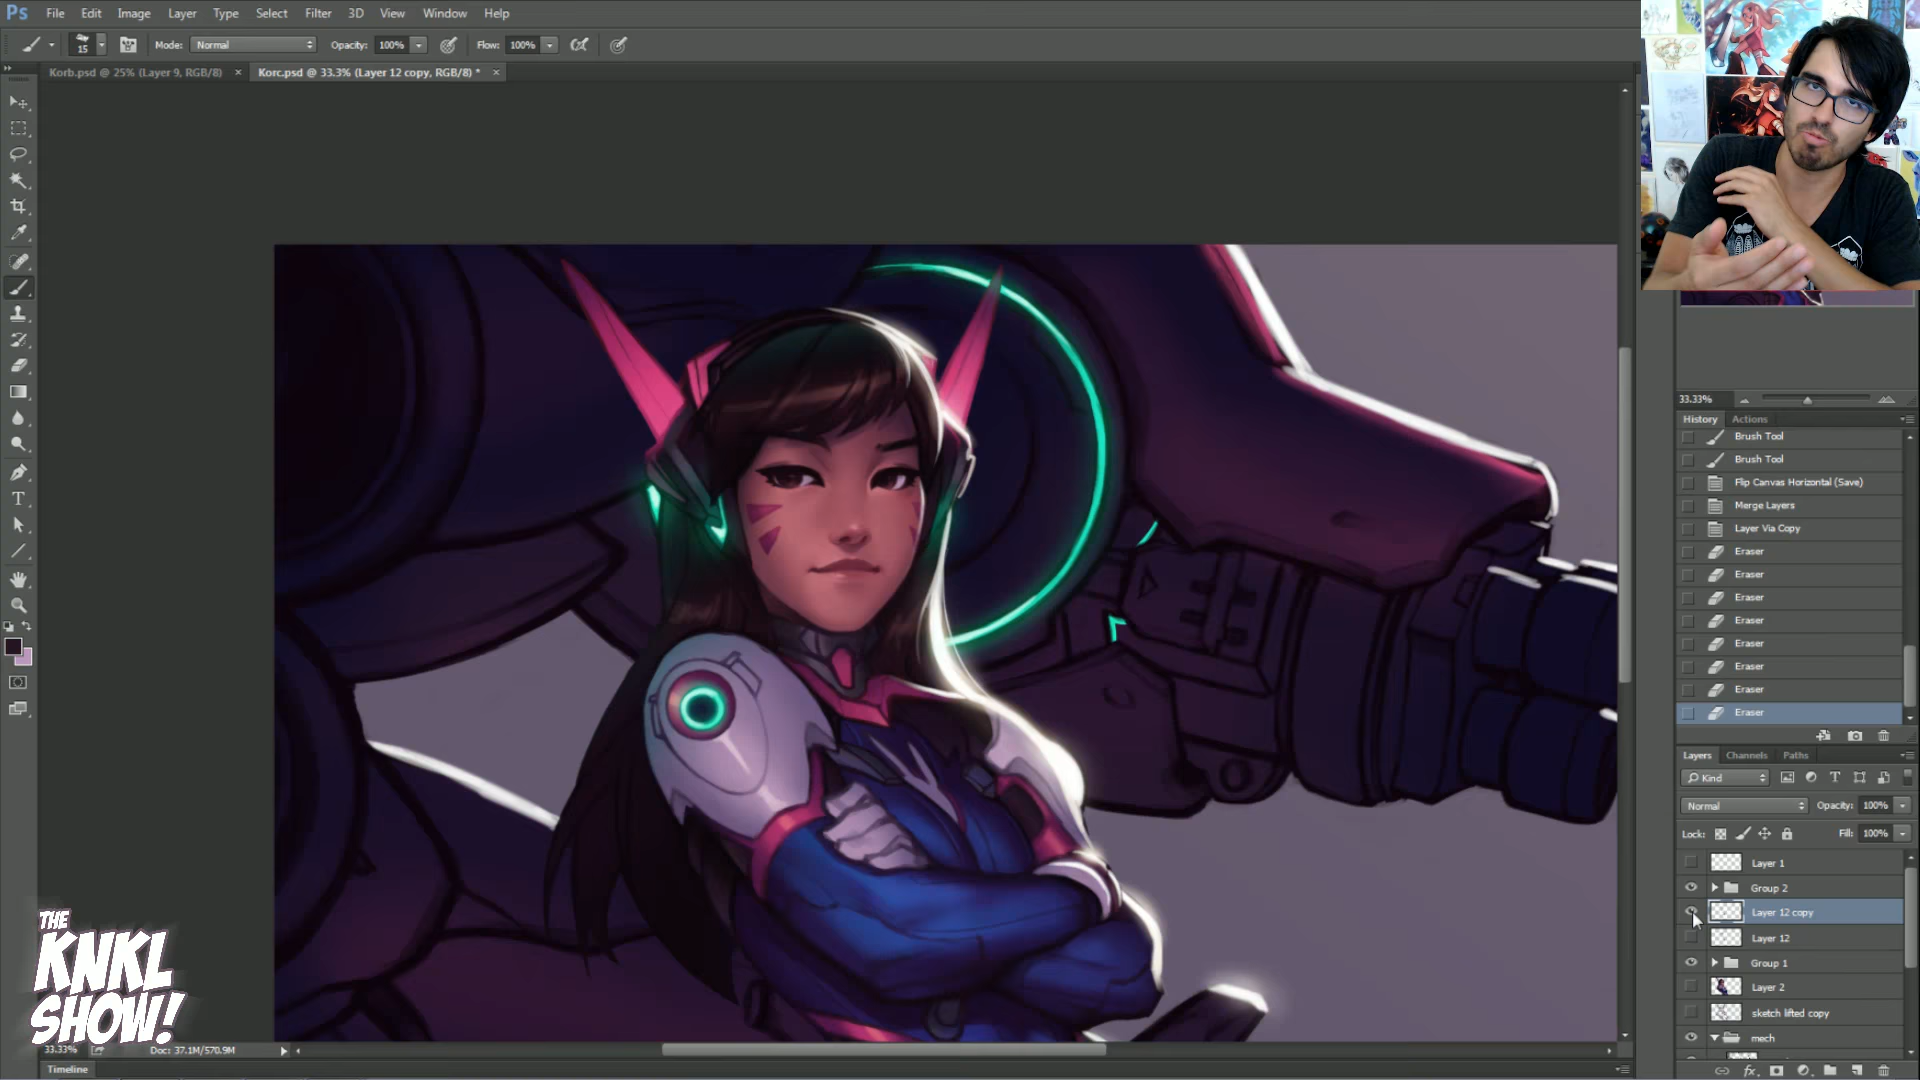 Ps File Edit Image Layer Type Select Filter 3D View Window Help
15 Mode: Normal Opacity: 100% Flow: 100%
Korb.psd @ 25% (Layer 9, RGB/8) × Korc.psd @ 33.3% (Layer 12 copy, RGB/8) * ×
33.33%
History Actions
Brush Tool
Brush Tool
Flip Canvas Horizontal (Save)
Merge Layers
Layer Via Copy
Eraser
Eraser
Eraser
Eraser
Eraser
Eraser
Eraser
Eraser
Layers Channels Paths
Kind
Normal Opacity: 100%
Lock: Fill: 100%
Layer 1
Group 2
Layer 12 copy
Layer 12
Group 1
Layer 2
sketch lifted copy
mech
THE
KNKL
SHOW!
33.33% Doc: 37.1M/570.9M
Timeline